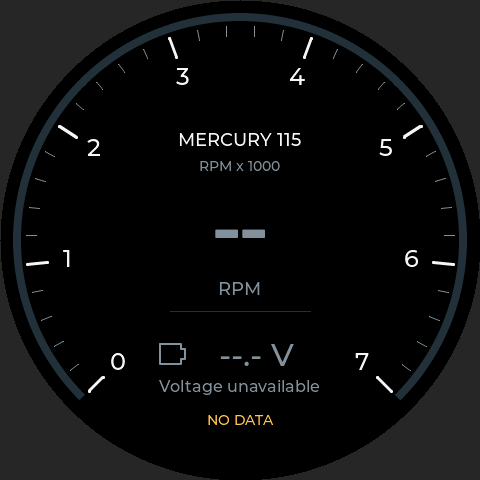 3
4
2
5
MERCURY 115
RPM x 1000
--
1
6
RPM
0
7
--.- V
Voltage unavailable
NO DATA